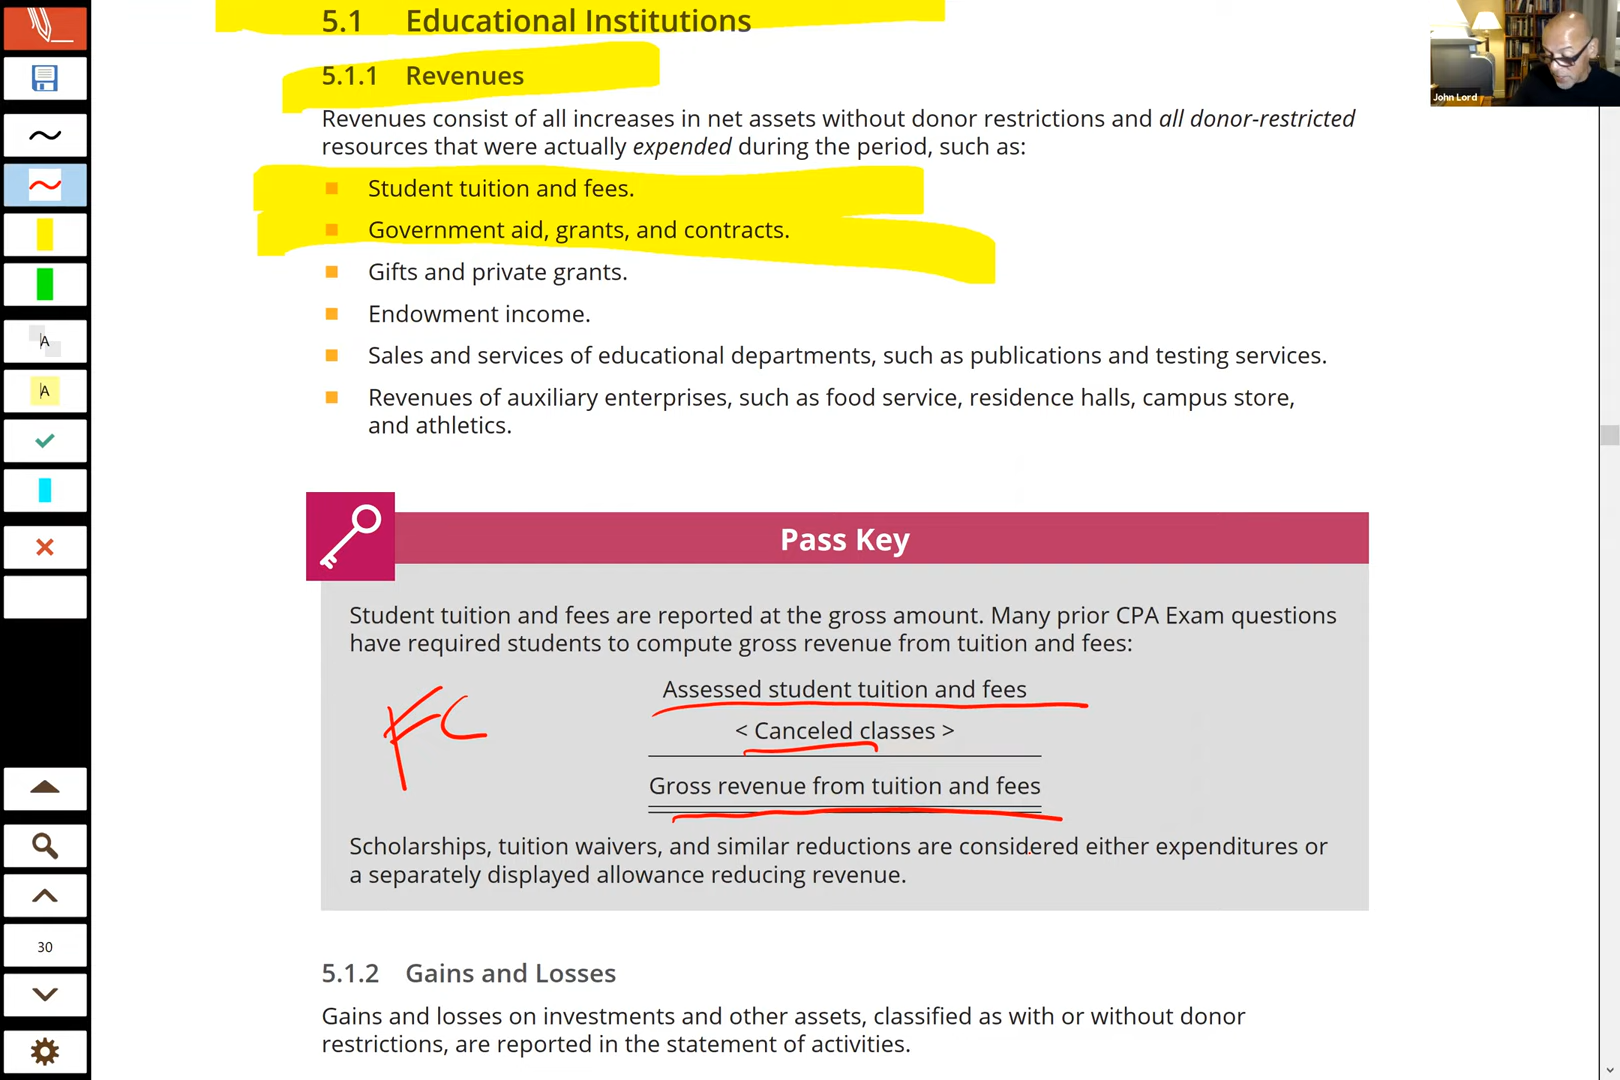 5.1 Educational Institutions
5.1.1 Revenues
Revenues consist of all increases in net assets without donor restrictions and all donor-restricted
resources that were actually expended during the period, such as:
Student tuition and fees.
Government aid, grants, and contracts.
Gifts and private grants.
Endowment income.
Sales and services of educational departments, such as publications and testing services.
Revenues of auxiliary enterprises, such as food service, residence halls, campus store,
and athletics.
Pass Key
Student tuition and fees are reported at the gross amount. Many prior CPA Exam questions
have required students to compute gross revenue from tuition and fees:
Assessed student tuition and fees
< Canceled classes >
Gross revenue from tuition and fees
FC
Scholarships, tuition waivers, and similar reductions are considered either expenditures or
a separately displayed allowance reducing revenue.
5.1.2 Gains and Losses
Gains and losses on investments and other assets, classified as with or without donor
restrictions, are reported in the statement of activities.
John Lord
A
A
30